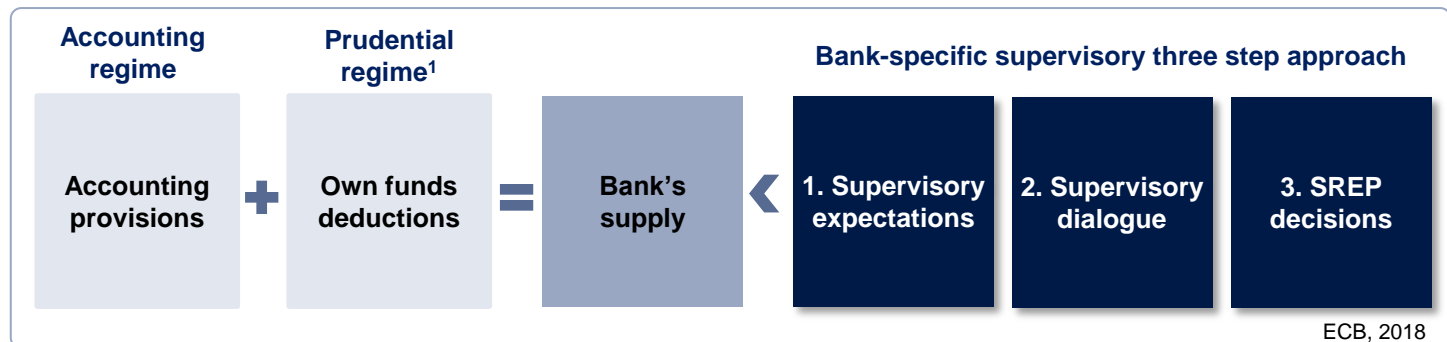 Accounting
regime
Prudential
regime¹
Bank-specific supervisory three step approach
Accounting
provisions
+
Own funds
deductions
=
Bank's
supply
<
1. Supervisory
expectations
2. Supervisory
dialogue
3. SREP
decisions
ECB, 2018